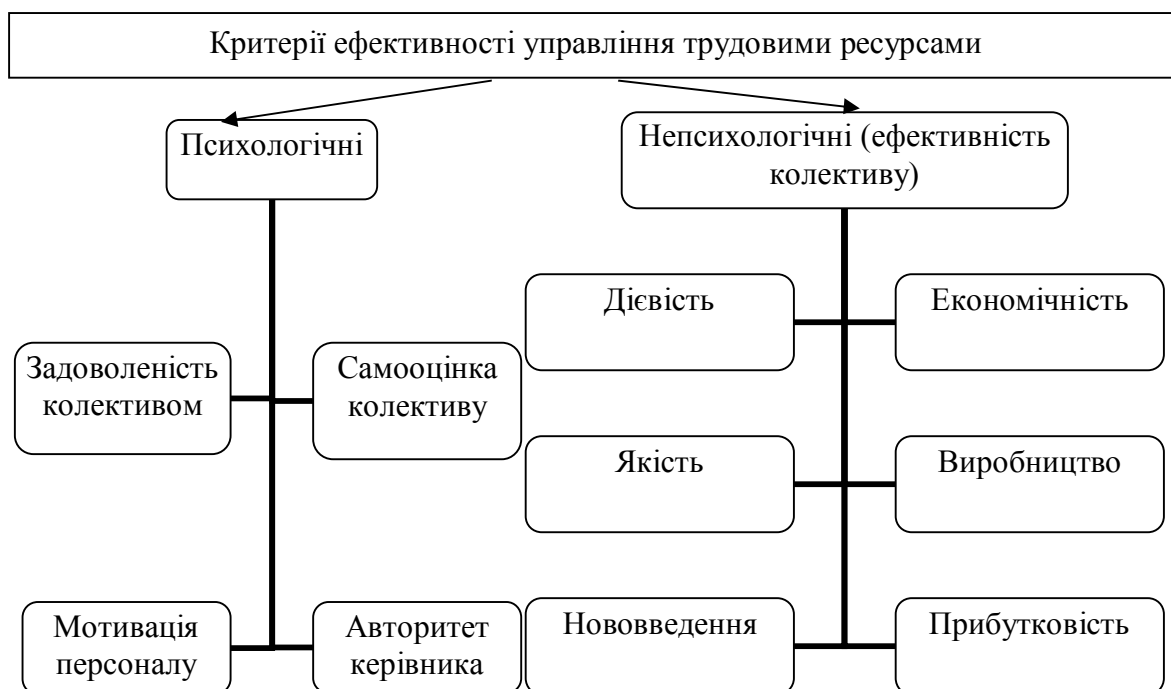 Критерії ефективності управління трудовими ресурсами
Психологічні
Непсихологічні (ефективність
колективу)
Дієвість
Економічність
Задоволеність
колективом
Самооцінка
колективу
Якість
Виробництво
Мотивація
персоналу
Авторитет
керівника
Нововведення
Прибутковість